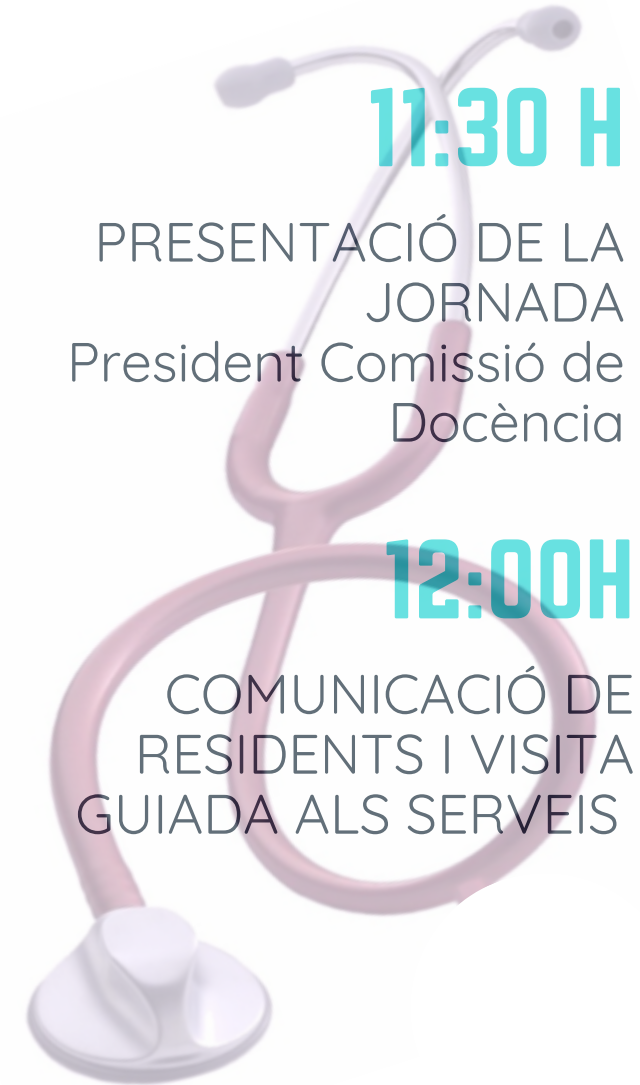 11:30 H
PRESENTACIÓ DE LA
JORNADA
President Comissió de
Docència
12:00H
COMUNICACIÓ DE
RESIDENTS I VISITA
GUIADA ALS SERVEIS